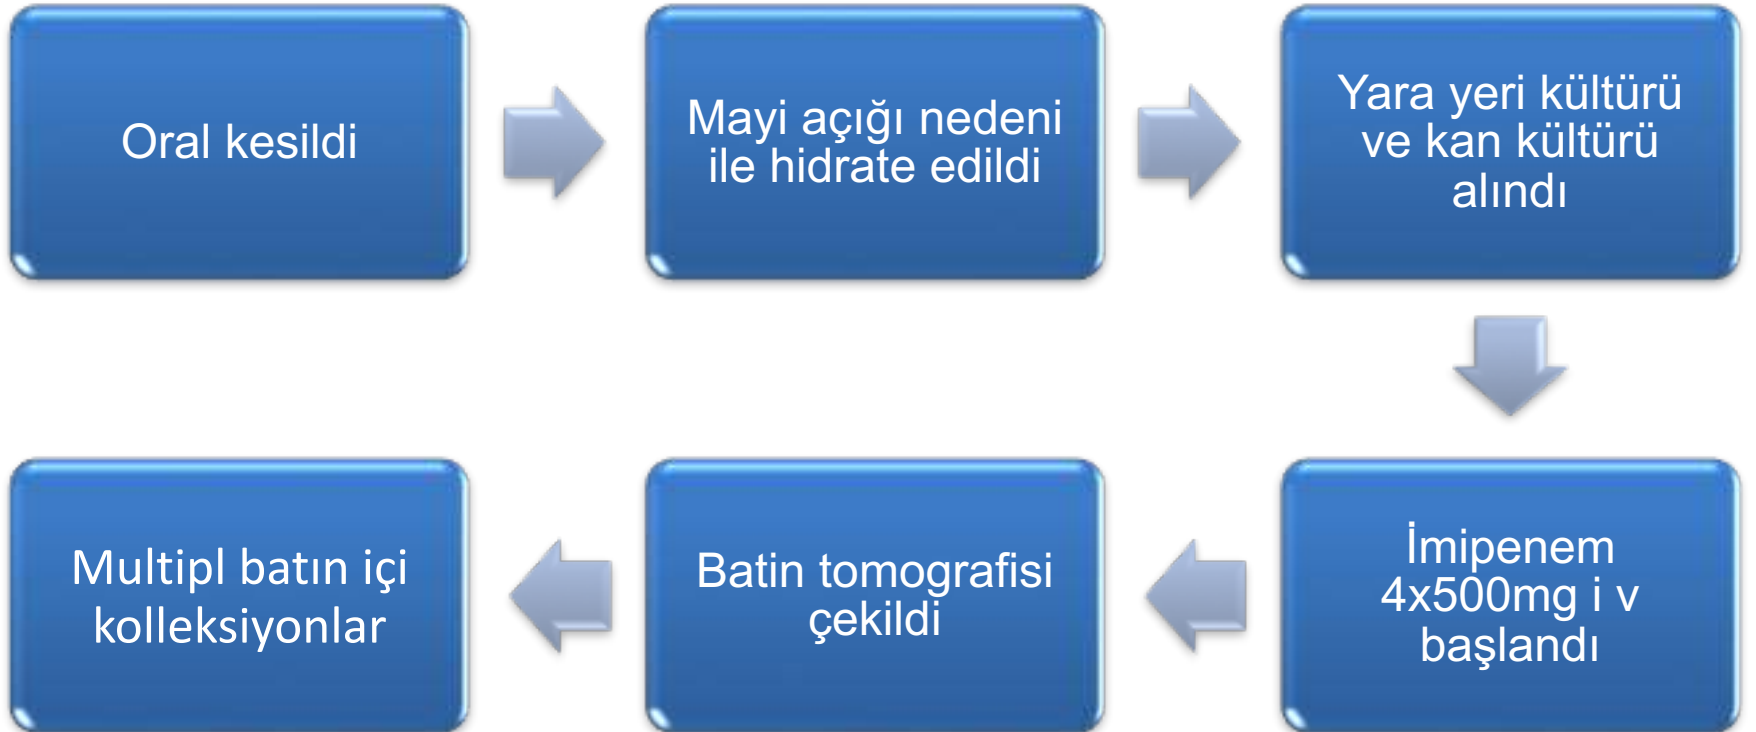 Oral kesildi
Mayi açığı nedeni
ile hidrate edildi
Yara yeri kültürü
ve kan kültürü
alındı
İmipenem
4x500mg i v
başlandı
Batin tomografisi
çekildi
Multipl batın içi
kolleksiyonlar